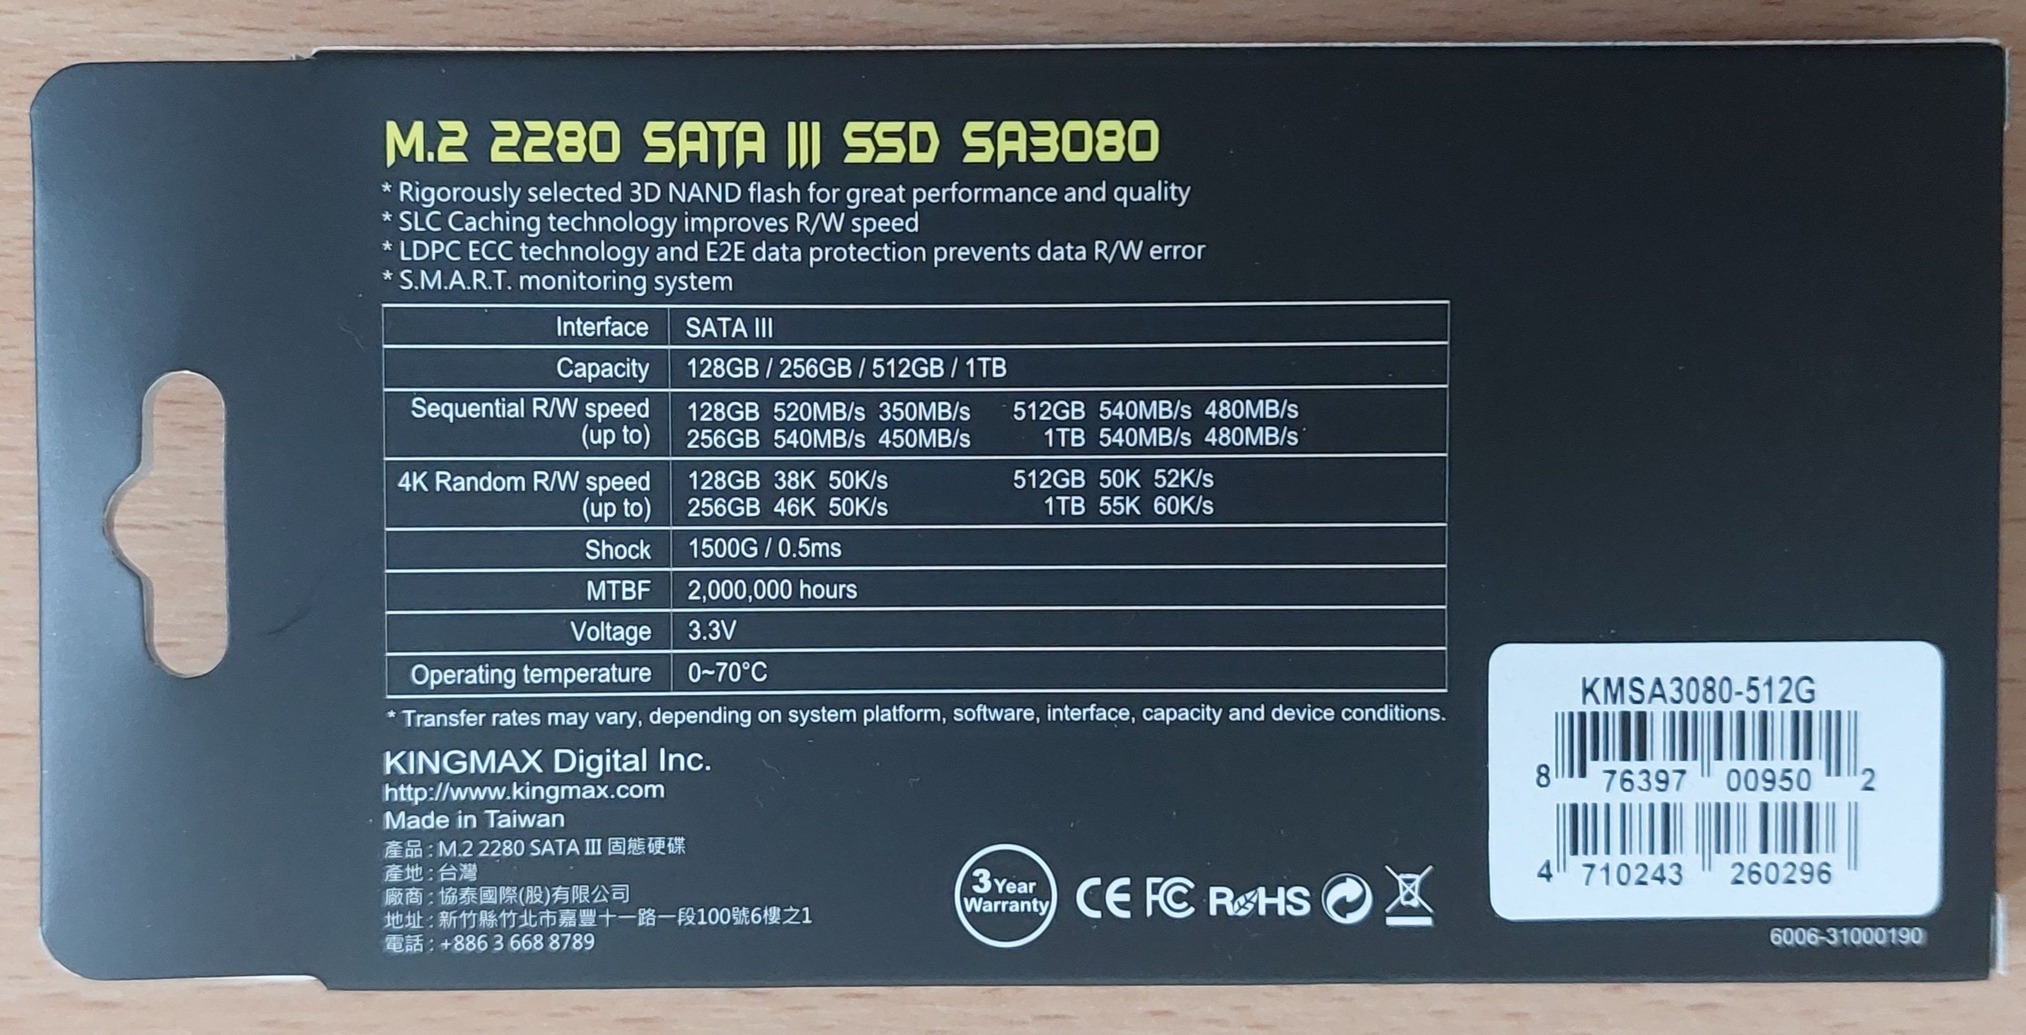 M.2 2280 SATA III SSD SA3080
* Rigorously selected 3D NAND flash for great performance and quality
* SLC Caching technology improves R/W speed
* LDPC ECC technology and E2E data protection prevents data R/W error
* S.M.A.R.T. monitoring system
Interface SATA III
Capacity 128GB / 256GB / 512GB / 1TB
Sequential R/W speed 128GB 520MB/s 350MB/s 512GB 540MB/s 480MB/s
(up to) 256GB 540MB/s 450MB/s 1TB 540MB/s 480MB/s
4K Random R/W speed 128GB 38K 50K/s 512GB 50K 52K/s
(up to) 256GB 46K 50K/s 1TB 55K 60K/s
Shock 1500G / 0.5ms
MTBF 2,000,000 hours
Voltage 3.3V
Operating temperature 0~70°C
* Transfer rates may vary, depending on system platform, software, interface, capacity and device conditions.
KINGMAX Digital Inc.
http://www.kingmax.com
Made in Taiwan
產品 : M.2 2280 SATA III 固態硬碟
產地 : 台灣
廠商 : 協泰國際(股)有限公司
地址 : 新竹縣竹北市嘉豐十一路一段100號6樓之1
電話 : +886 3 668 8789
3 Year
Warranty
CE FC RoHS
KMSA3080-512G
8 76397 00950 2
4 710243 260296
6006-31000190